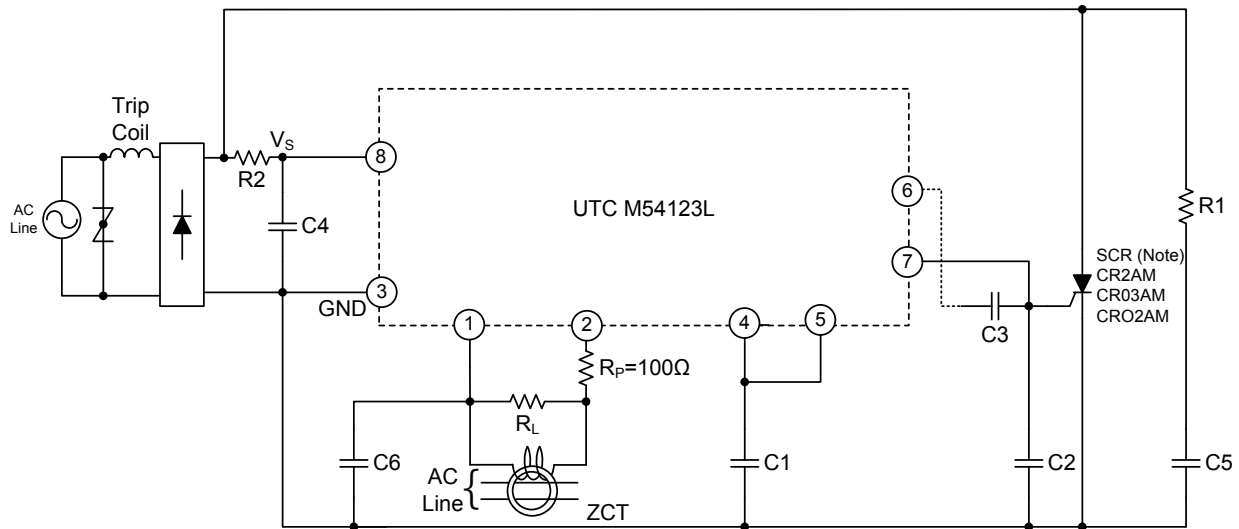 Trip
Coil
AC
Line
R2
VS
C4
8
3
GND
UTC M54123L
6
7
1
2
4
5
RP=100Ω
RL
C6
AC
Line
ZCT
C1
C3
C2
SCR (Note)
CR2AM
CR03AM
CRO2AM
R1
C5